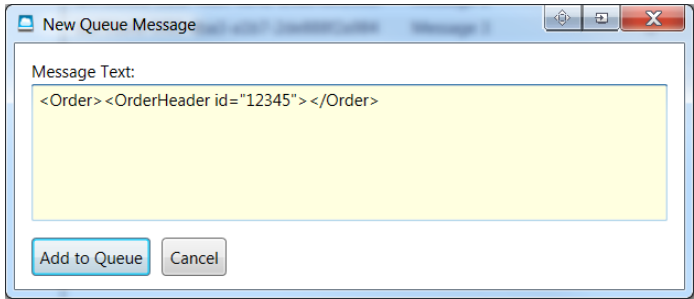 New Queue Message
Message Text:
<Order><OrderHeader id="12345"></Order>
Add to Queue
Cancel